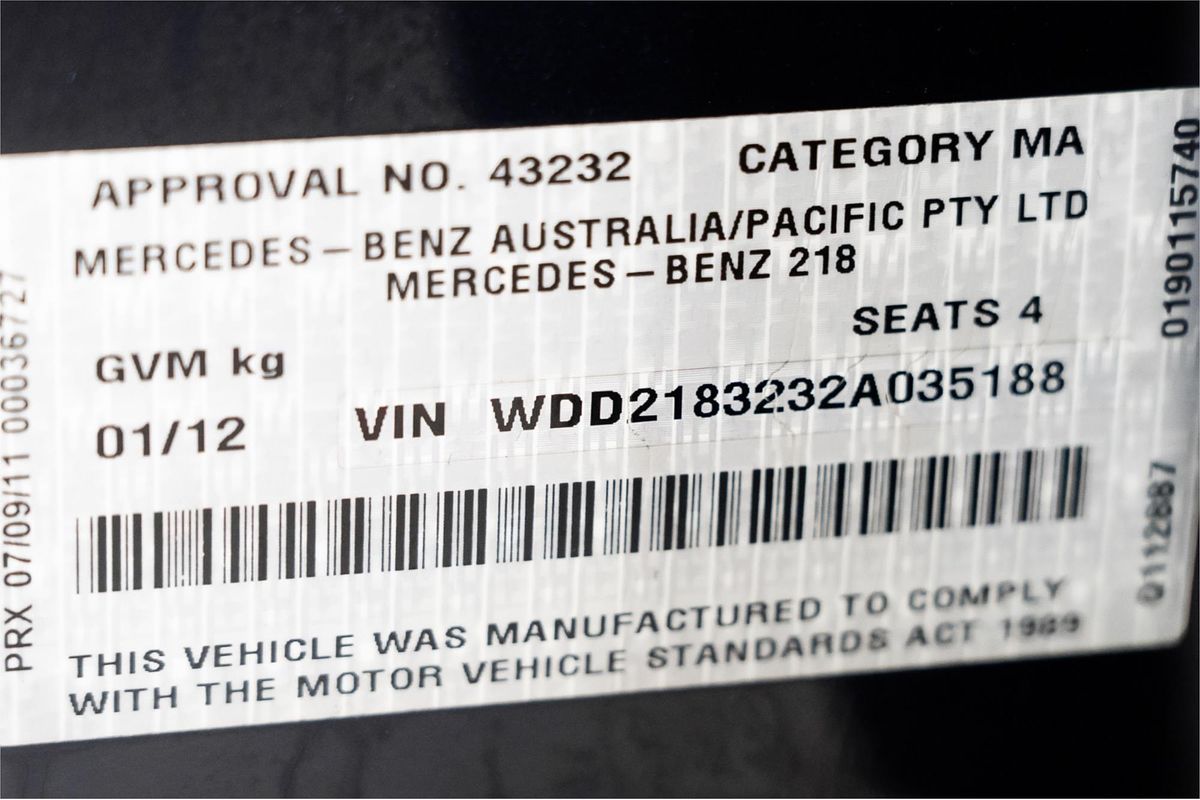 APPROVAL NO. 43232 CATEGORY MA
MERCEDES–BENZ AUSTRALIA/PACIFIC PTY LTD
MERCEDES–BENZ 218
SEATS 4
GVM kg
01/12 VIN WDD2183232A035188
THIS VEHICLE WAS MANUFACTURED TO COMPLY
WITH THE MOTOR VEHICLE STANDARDS ACT 1989
PRX 07/09/11 00036727
0112887 01901157740